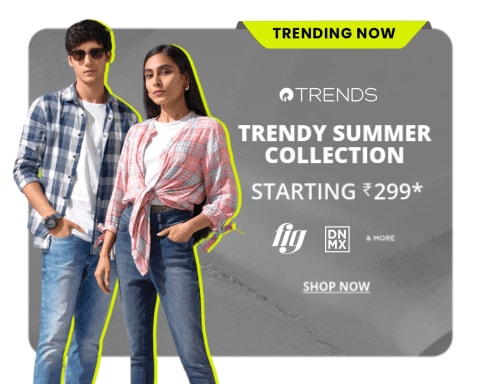 TRENDING NOW
TRENDS
TRENDY SUMMER
COLLECTION
STARTING ₹299*
fig
DN
MX
& MORE
SHOP NOW